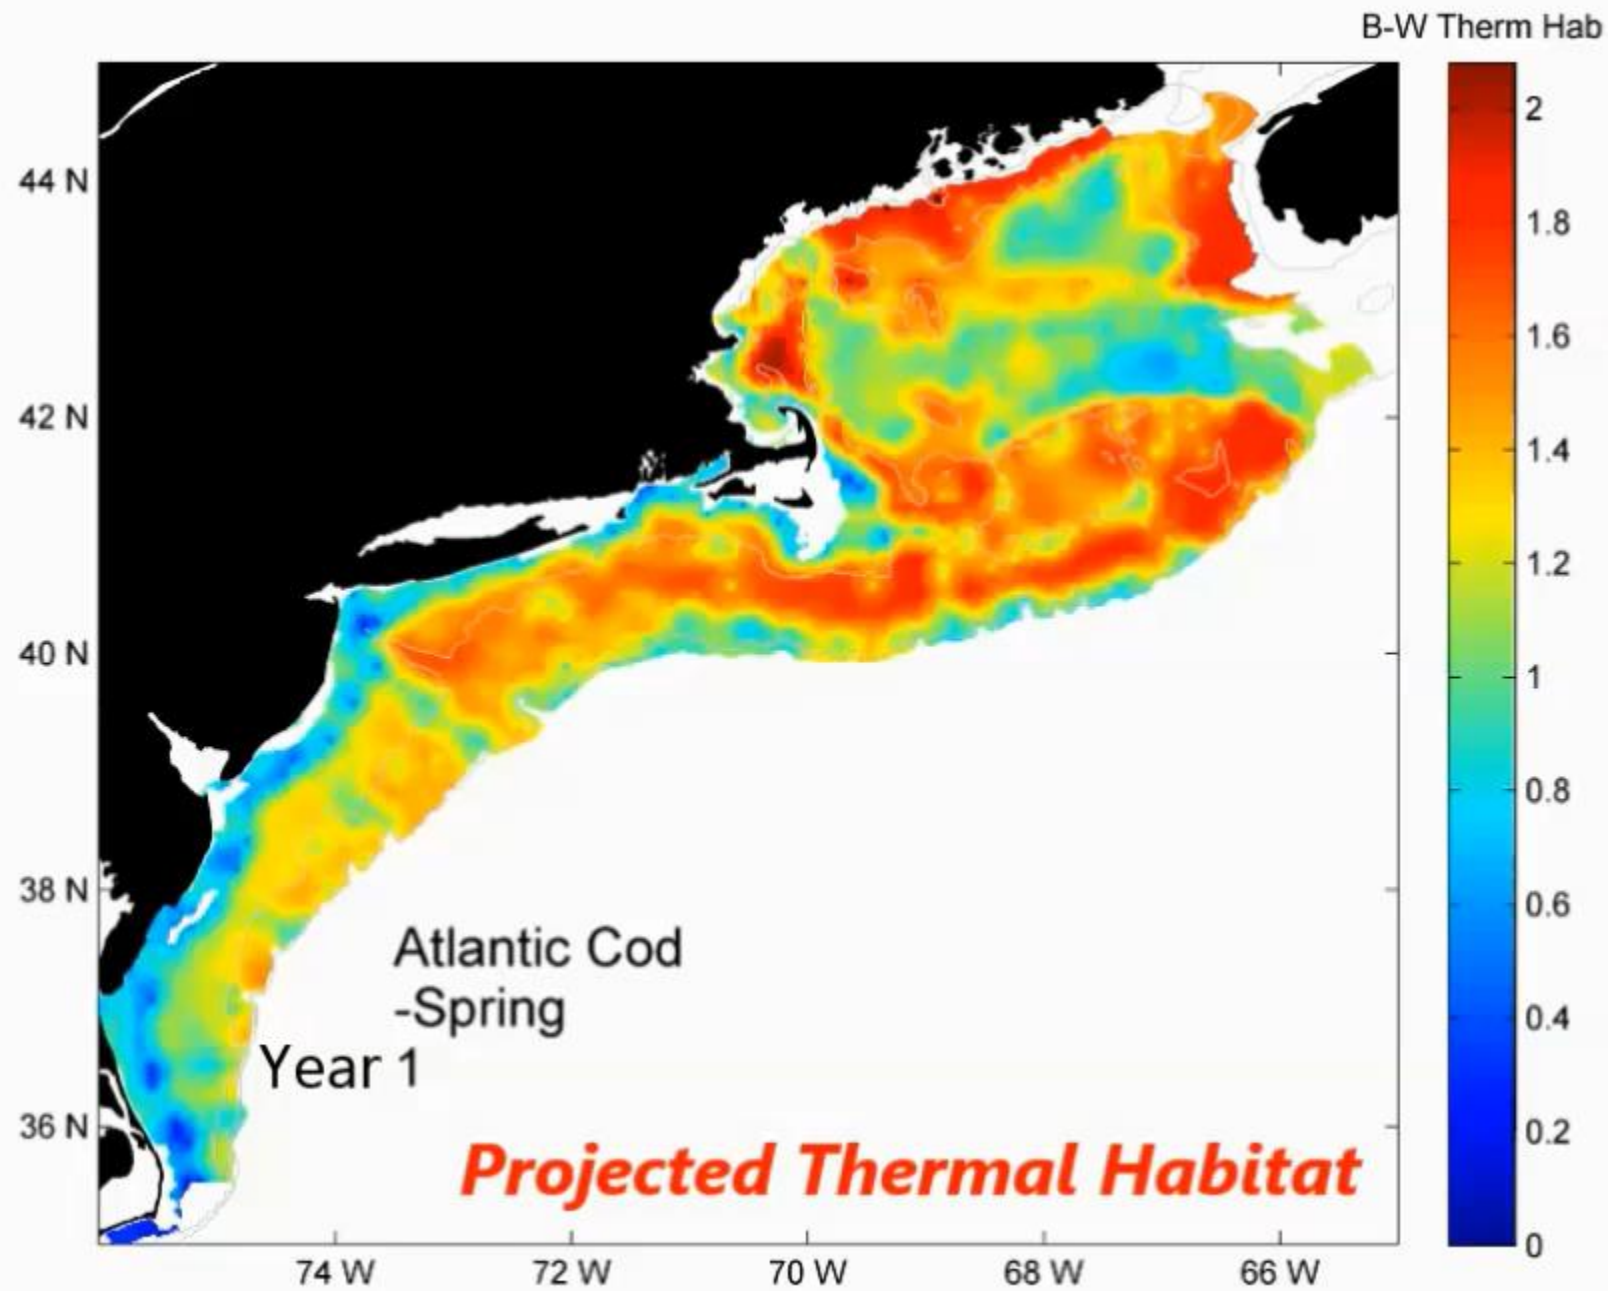 B-W Therm Hab
2
1.8
1.6
1.4
1.2
1
0.8
0.6
0.4
0.2
0
44 N
42 N
40 N
38 N
36 N
Atlantic Cod
-Spring
Year 1
Projected Thermal Habitat
74 W 72 W 70 W 68 W 66 W